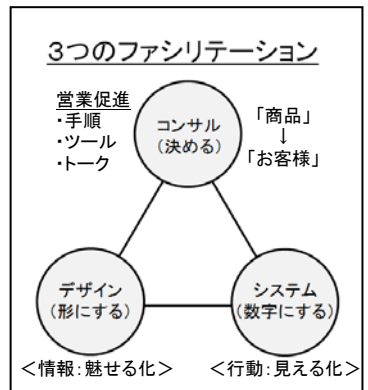 3つのファシリテーション
営業促進
・手順
・ツール
・トーク
コンサル
(決める)
「商品」
↓
「お客様」
デザイン
(形にする)
システム
(数字にする)
＜情報：魅せる化＞
＜行動：見える化＞